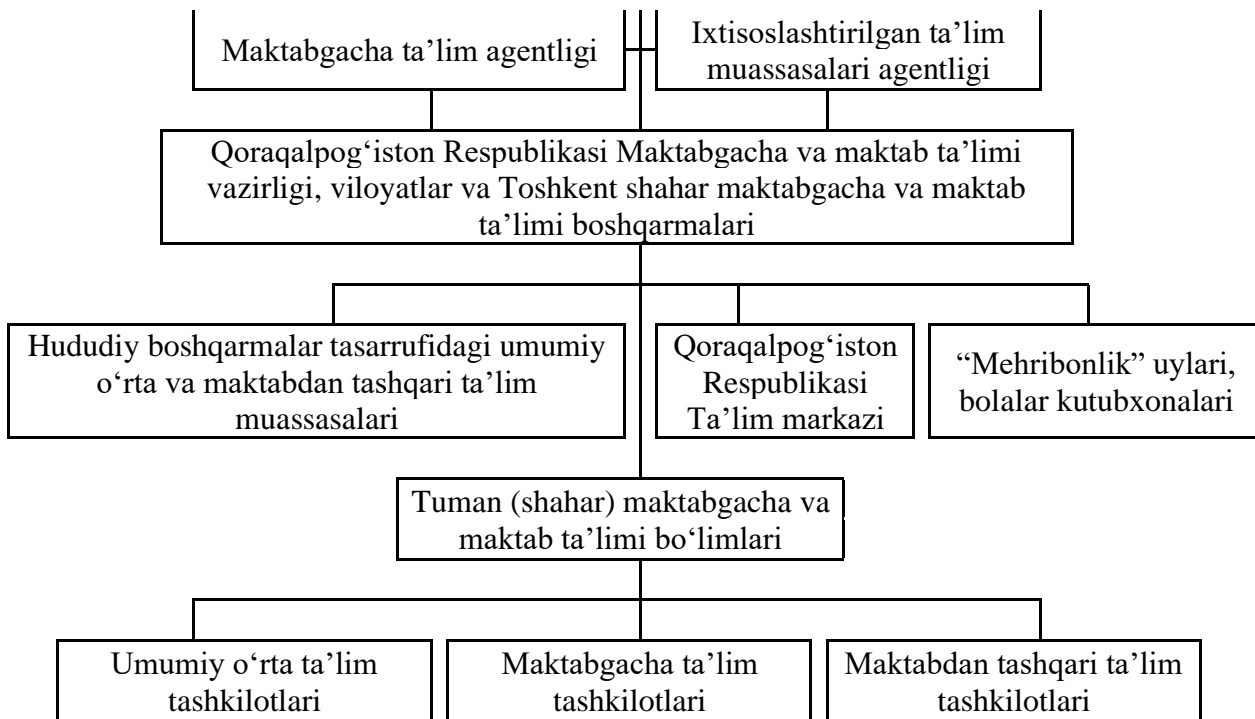 Maktabgacha ta’lim agentligi
Ixtisoslashtirilgan ta’lim
muassasalari agentligi
Qoraqalpog‘iston Respublikasi Maktabgacha va maktab ta’limi
vazirligi, viloyatlar va Toshkent shahar maktabgacha va maktab
ta’limi boshqarmalari
Hududiy boshqarmalar tasarrufidagi umumiy
o‘rta va maktabdan tashqari ta’lim
muassasalari
Qoraqalpog‘iston
Respublikasi
Ta’lim markazi
“Mehribonlik” uylari,
bolalar kutubxonalari
Tuman (shahar) maktabgacha va
maktab ta’limi bo‘limlari
Umumiy o‘rta ta’lim
tashkilotlari
Maktabgacha ta’lim
tashkilotlari
Maktabdan tashqari ta’lim
tashkilotlari